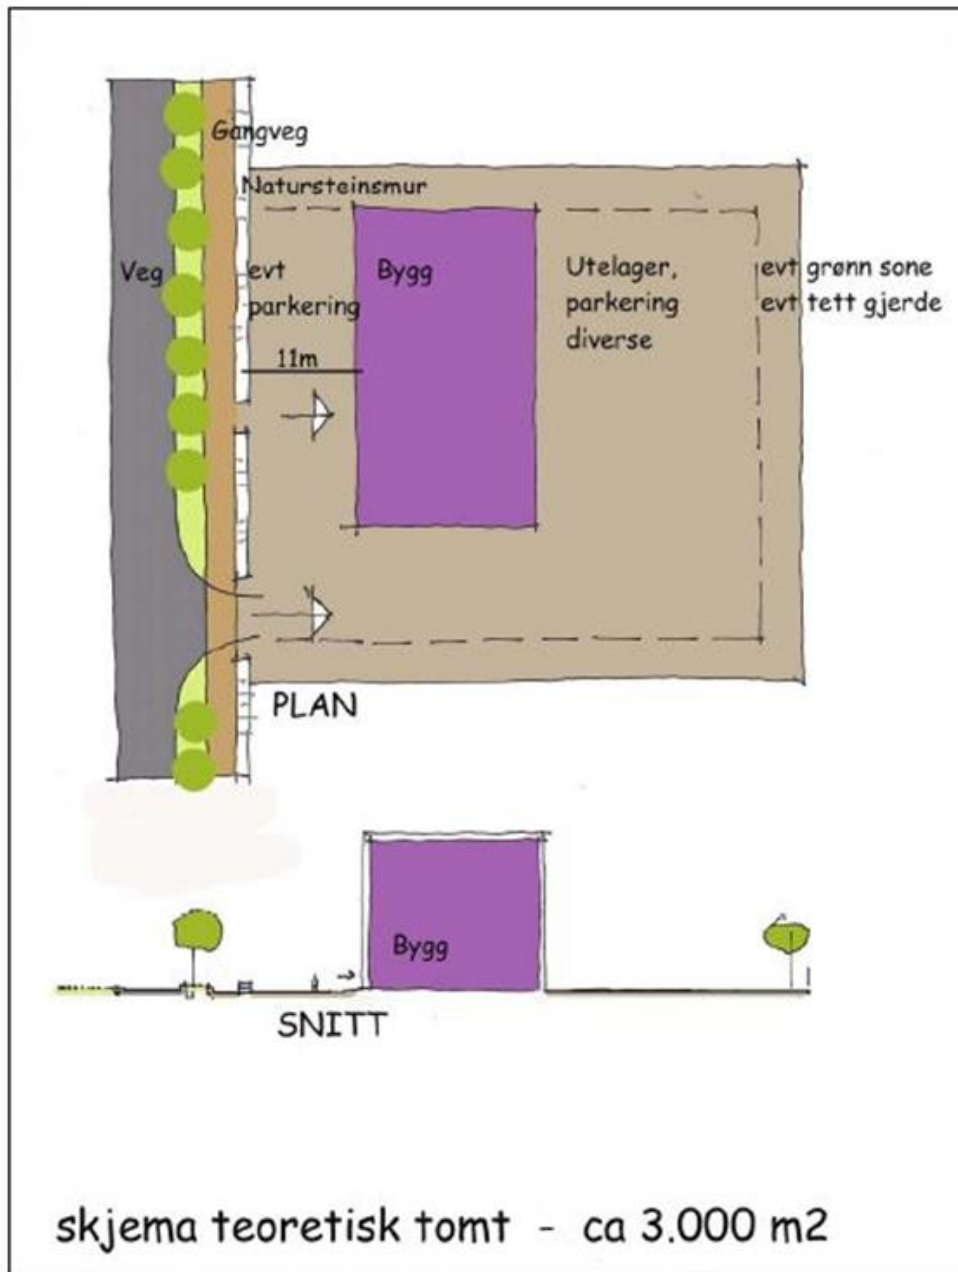 Gangveg
Natursteinsmur
Veg
evt
parkering
Bygg
Utelager,
parkering
diverse
evt grønn sone
evt tett gjerde
11m
PLAN
Bygg
SNITT
skjema teoretisk tomt - ca 3.000 m2